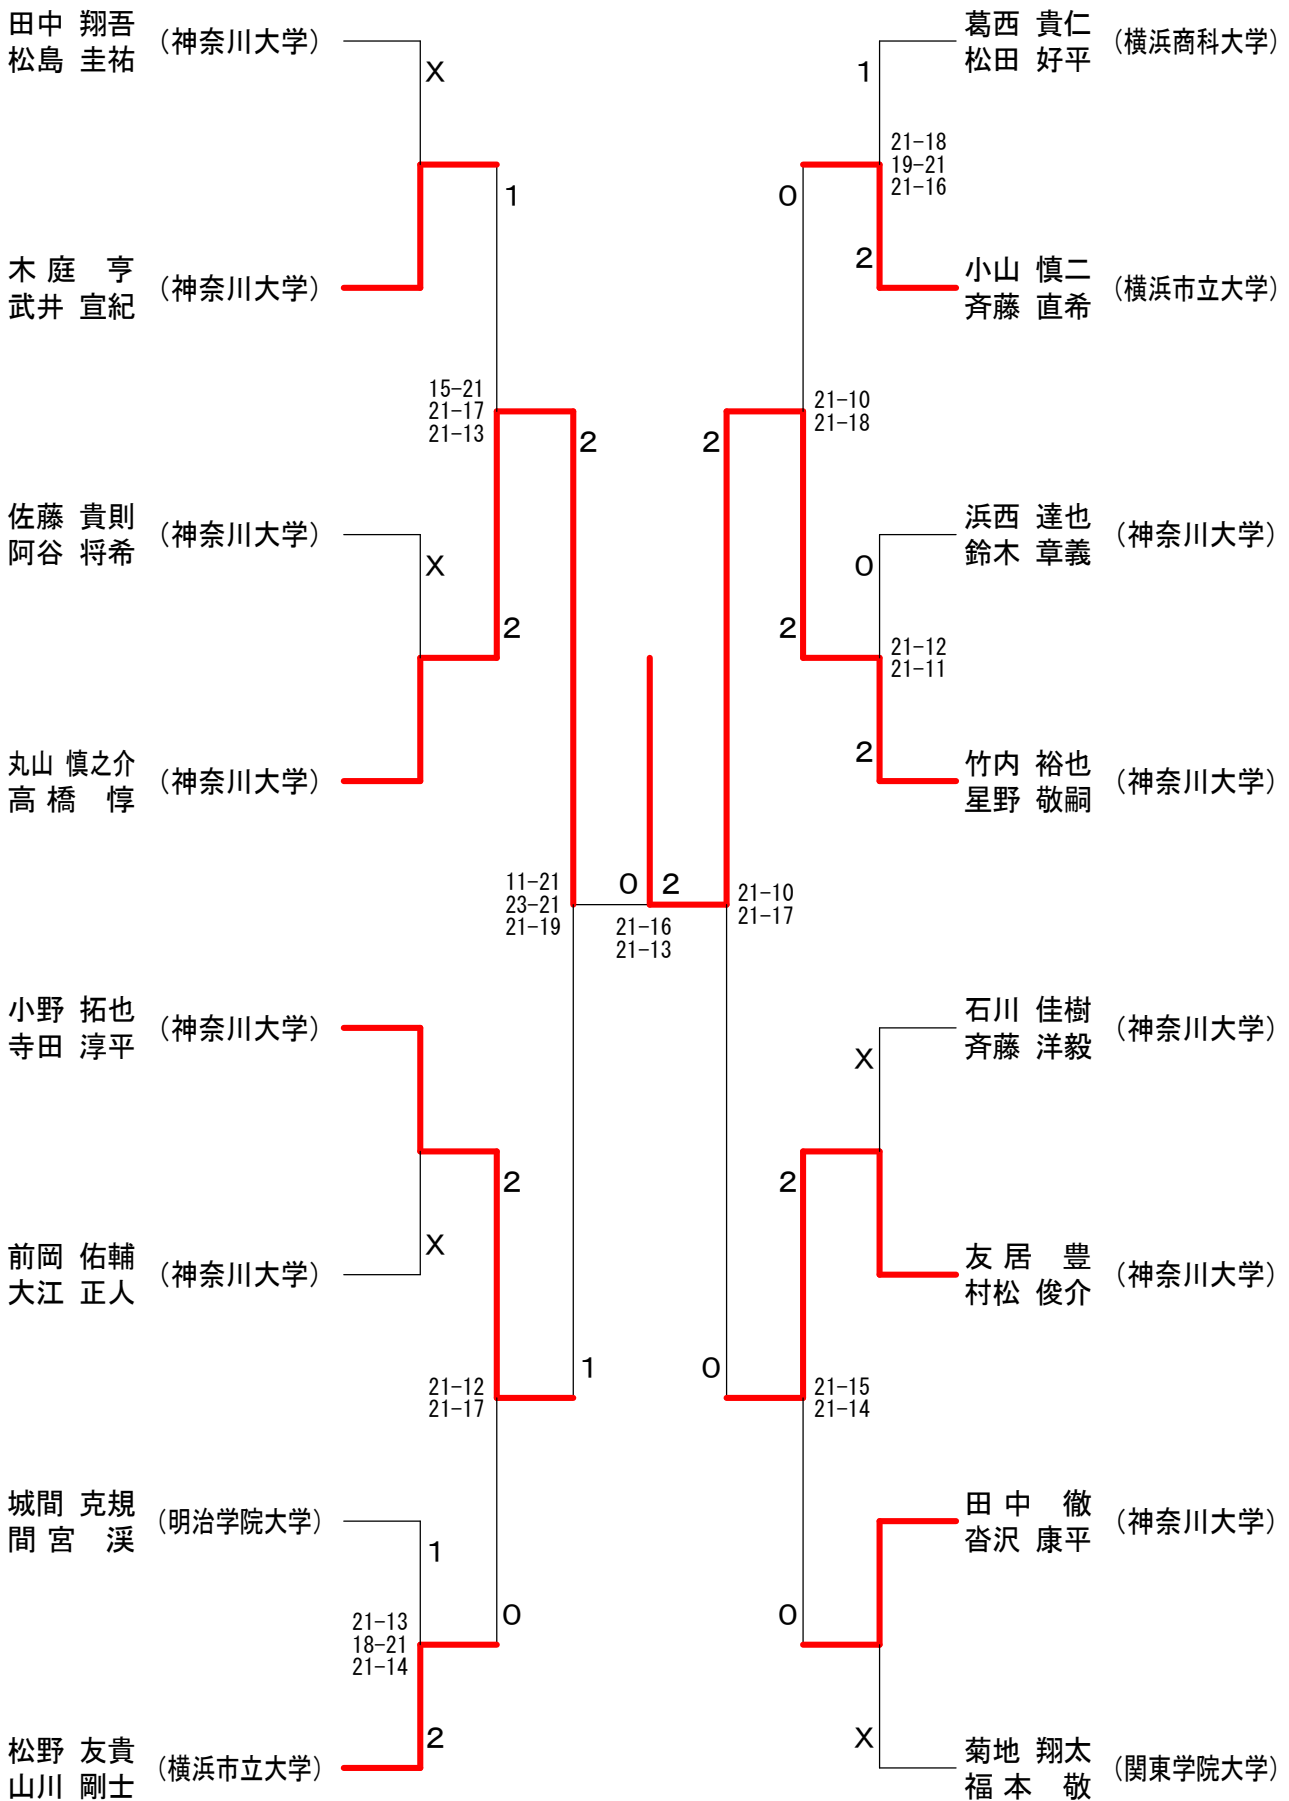 田中 翔吾
松島 圭祐
（神奈川大学）
X
木庭 亨
武井 宣紀
（神奈川大学）
1
15-21
21-17
21-13
佐藤 貴則
阿谷 将希
（神奈川大学）
X
2
丸山 慎之介
高橋 惇
（神奈川大学）
2
11-21
23-21
21-19
小野 拓也
寺田 淳平
（神奈川大学）
2
前岡 佑輔
大江 正人
（神奈川大学）
X
21-12
21-17
1
城間 克規
間宮 渓
（明治学院大学）
1
21-13
18-21
21-14
0
松野 友貴
山川 剛士
（横浜市立大学）
2
0
2
21-16
21-13
葛西 貴仁
松田 好平
（横浜商科大学）
1
21-18
19-21
21-16
0
2
小山 慎二
斉藤 直希
（横浜市立大学）
21-10
21-18
2
浜西 達也
鈴木 章義
（神奈川大学）
0
2
21-12
21-11
2
竹内 裕也
星野 敬嗣
（神奈川大学）
21-10
21-17
石川 佳樹
斉藤 洋毅
（神奈川大学）
X
2
友居 豊
村松 俊介
（神奈川大学）
0
21-15
21-14
田中 徹
沓沢 康平
（神奈川大学）
0
X
菊地 翔太
福本 敬
（関東学院大学）